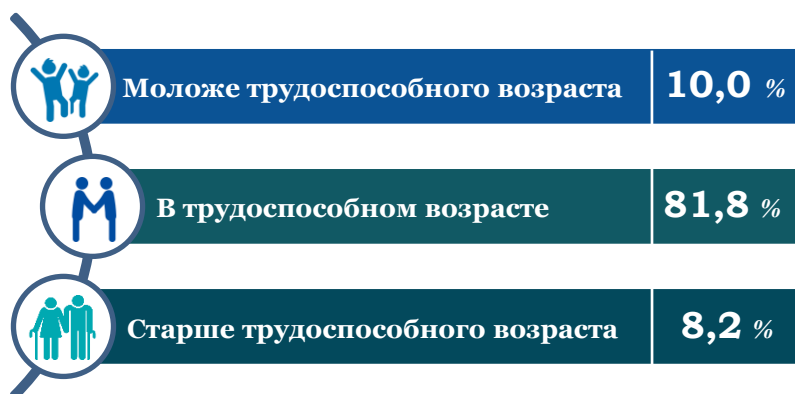 Моложе трудоспособного возраста 10,0 %
В трудоспособном возрасте 81,8 %
Старше трудоспособного возраста 8,2 %